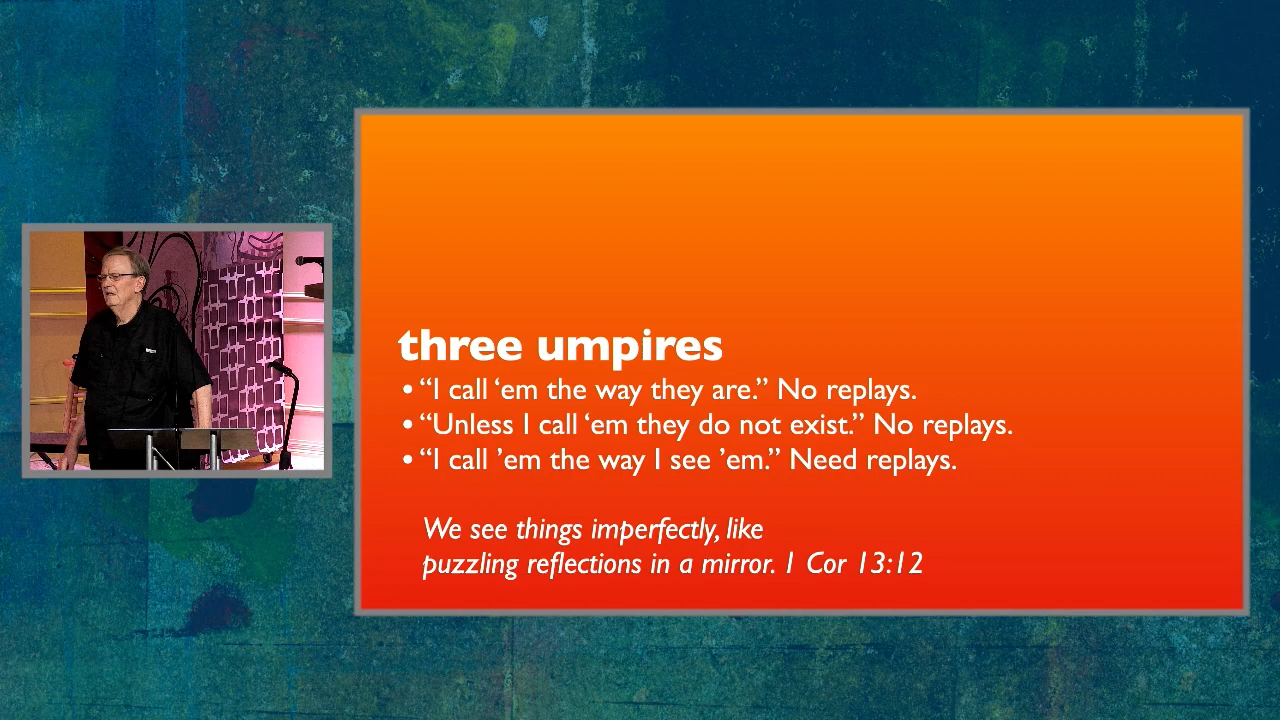 three umpires
• “I call ‘em the way they are.” No replays.
• “Unless I call ‘em they do not exist.” No replays.
• “I call ’em the way I see ’em.” Need replays.
We see things imperfectly, like
puzzling reflections in a mirror. 1 Cor 13:12